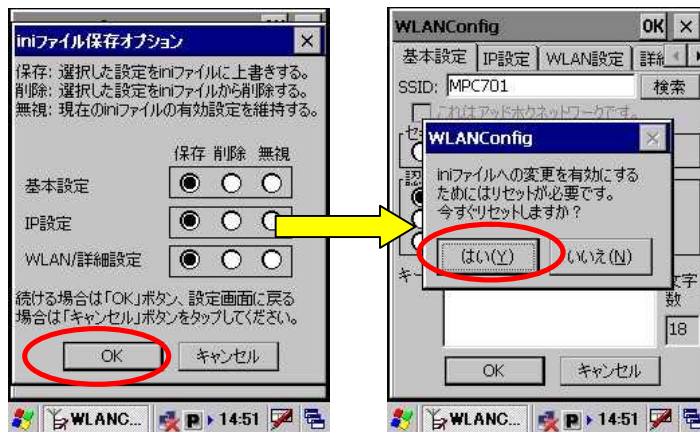 iniファイル保存オプション
保存: 選択した設定をiniファイルに上書きする。
削除: 選択した設定をiniファイルから削除する。
無視: 現在のiniファイルの有効設定を維持する。
保存 削除 無視
基本設定
IP設定
WLAN/詳細設定
続ける場合は「OK」ボタン、設定画面に戻る
場合は「キャンセル」ボタンをタップしてください。
OK キャンセル
WLANC... P 14:51
WLANConfig OK
基本設定 IP設定 WLAN設定 詳細
SSID: MPC701 検索
これはアッドホクネットワークです。
WLANConfig
iniファイルへの変更を有効にする
ためにはリセットが必要です。
今すぐリセットしますか？
はい(Y) いいえ(N)
キー
文字
数
18
OK キャンセル
WLANC... P 14:51